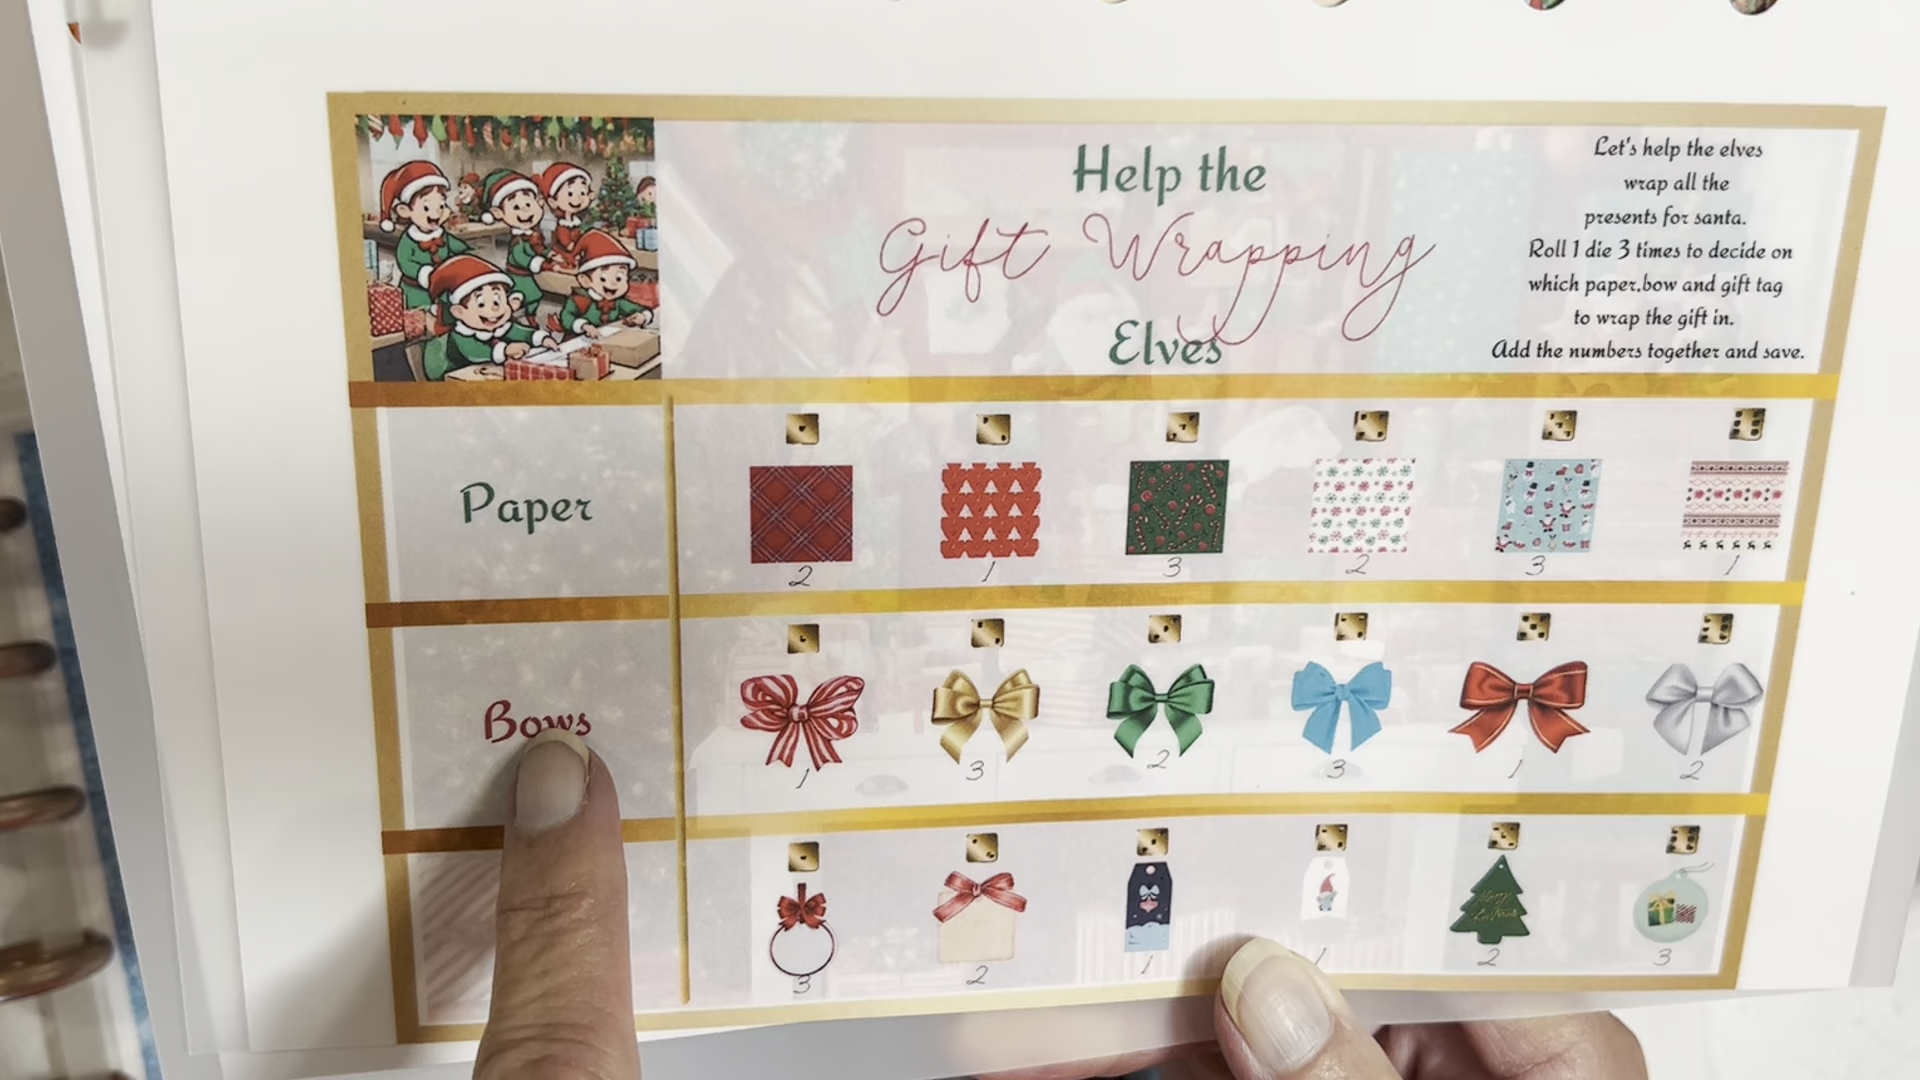 Help the
Gift Wrapping
Elves
Let's help the elves
wrap all the
presents for santa.
Roll 1 die 3 times to decide on
which paper,bow and gift tag
to wrap the gift in.
Add the numbers together and save.
Paper
2 1 3 2 3 1
Bows
1 3 2 3 1 2
Merry
3 2 1 1 2 3